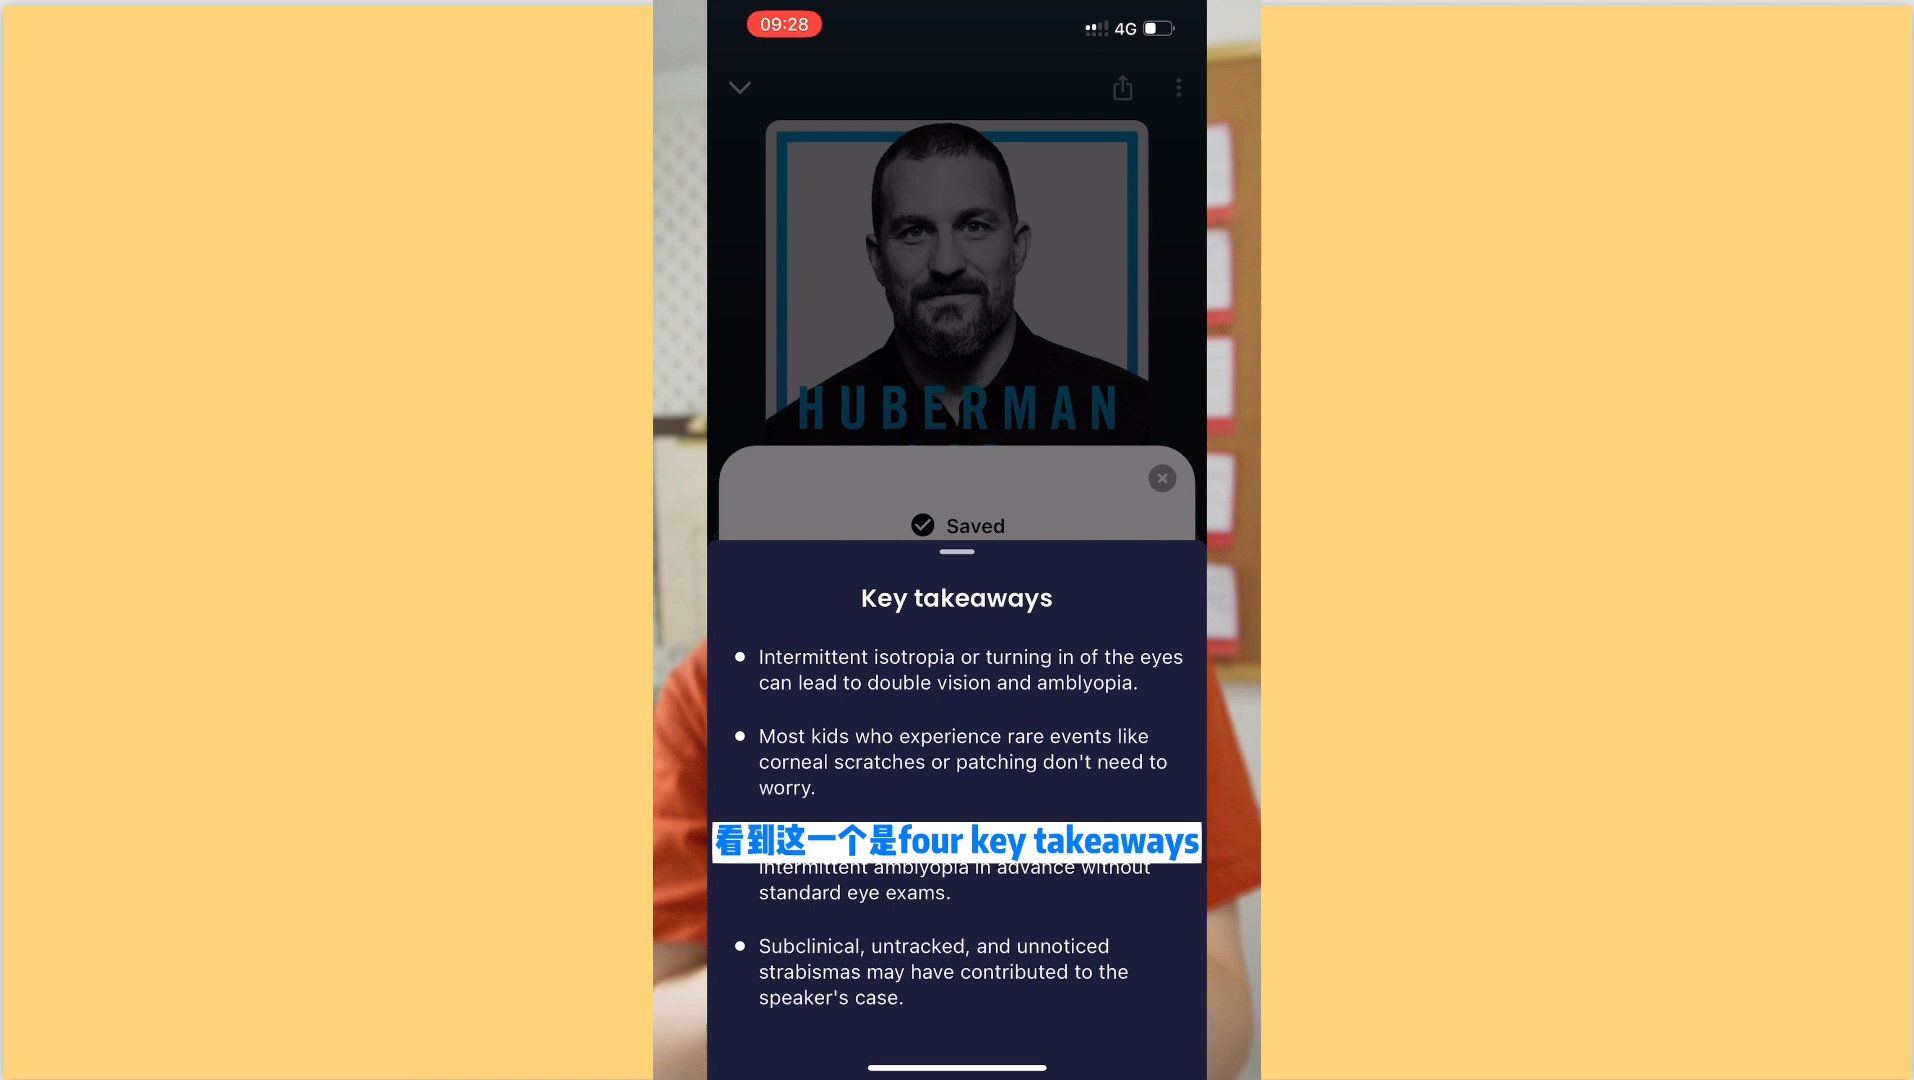 09:28
4G
HUBERMAN
Saved
Key takeaways
Intermittent isotropia or turning in of the eyes
can lead to double vision and amblyopia.
Most kids who experience rare events like
corneal scratches or patching don't need to
worry.
看到这一个是four key takeaways
intermittent amblyopia in advance without
standard eye exams.
Subclinical, untracked, and unnoticed
strabismas may have contributed to the
speaker's case.